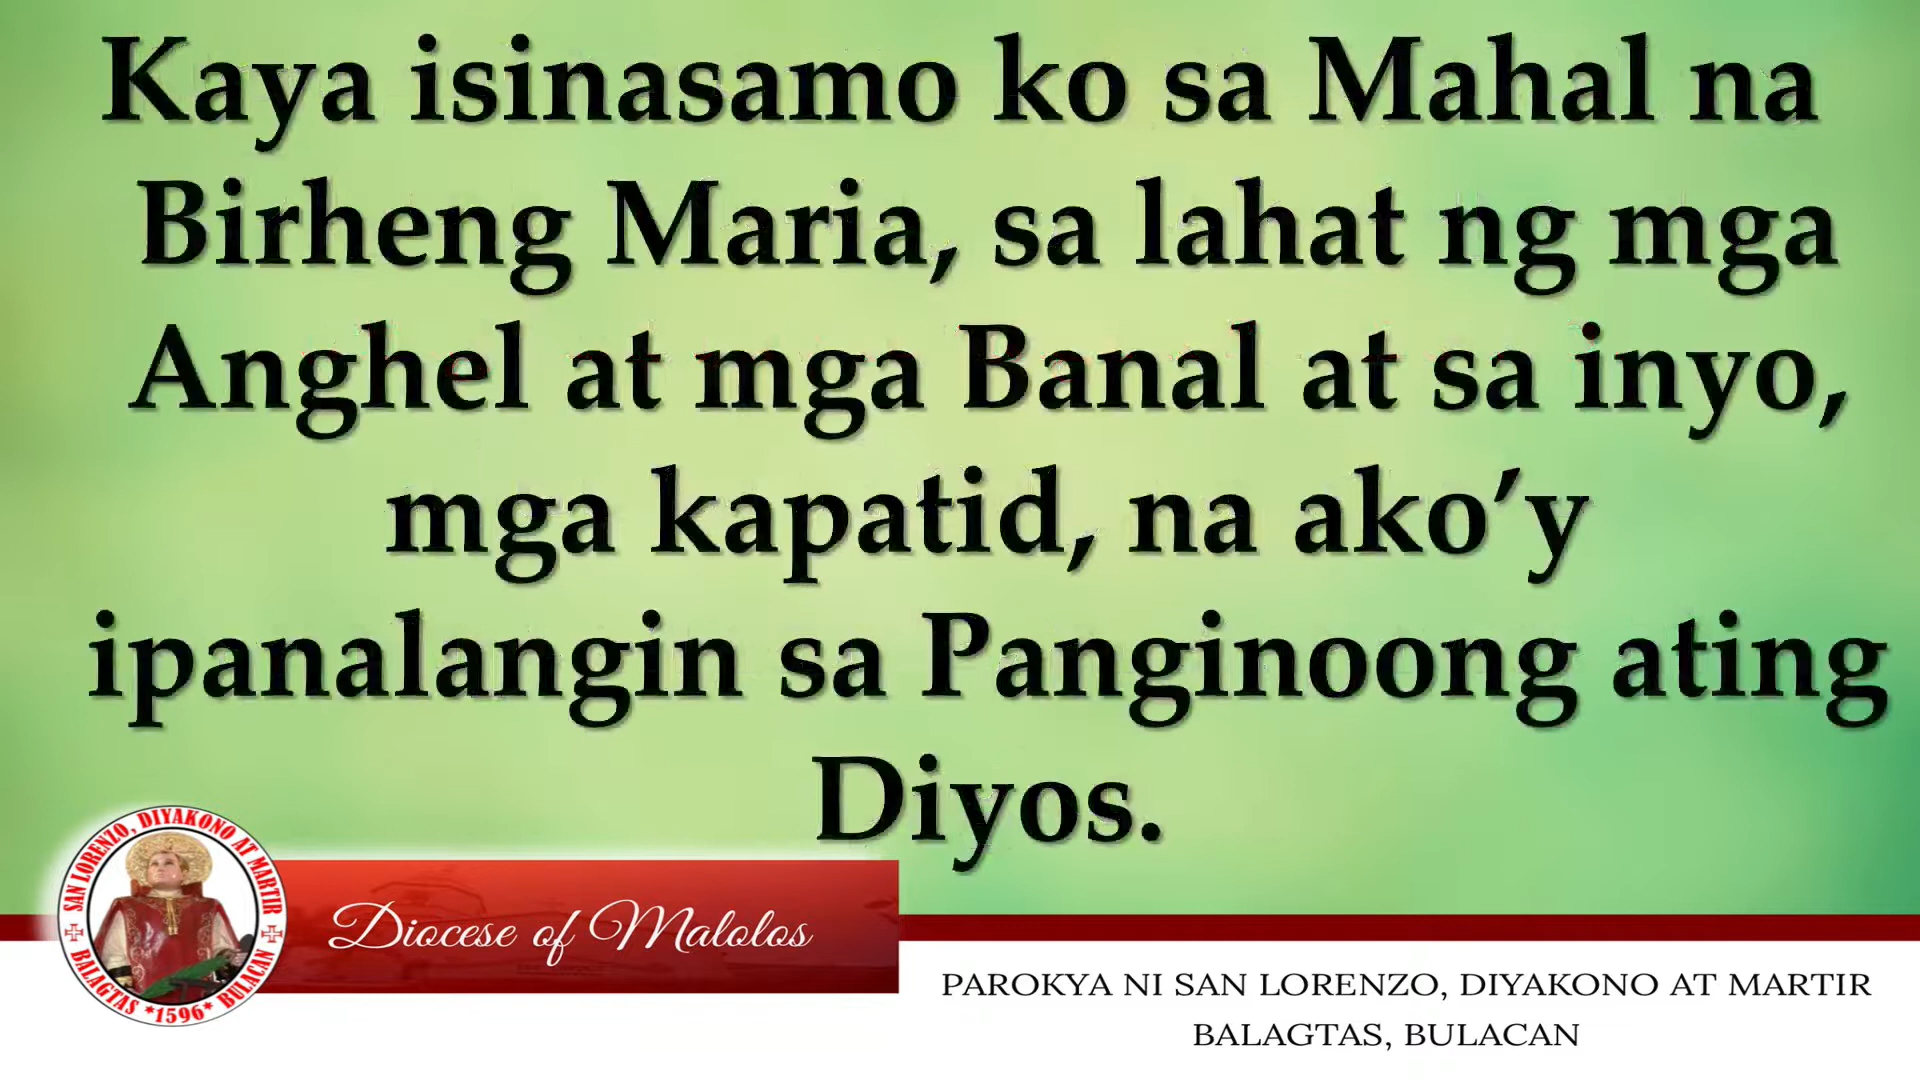 Kaya isinasamo ko sa Mahal na
Birheng Maria, sa lahat ng mga
Anghel at mga Banal at sa inyo,
mga kapatid, na ako’y
ipanalangin sa Panginoong ating
Diyos.
SAN LORENZO, DIYAKONO AT MARTIR
BALAGTAS *1596* BULACAN
Diocese of Malolos
PAROKYA NI SAN LORENZO, DIYAKONO AT MARTIR
BALAGTAS, BULACAN